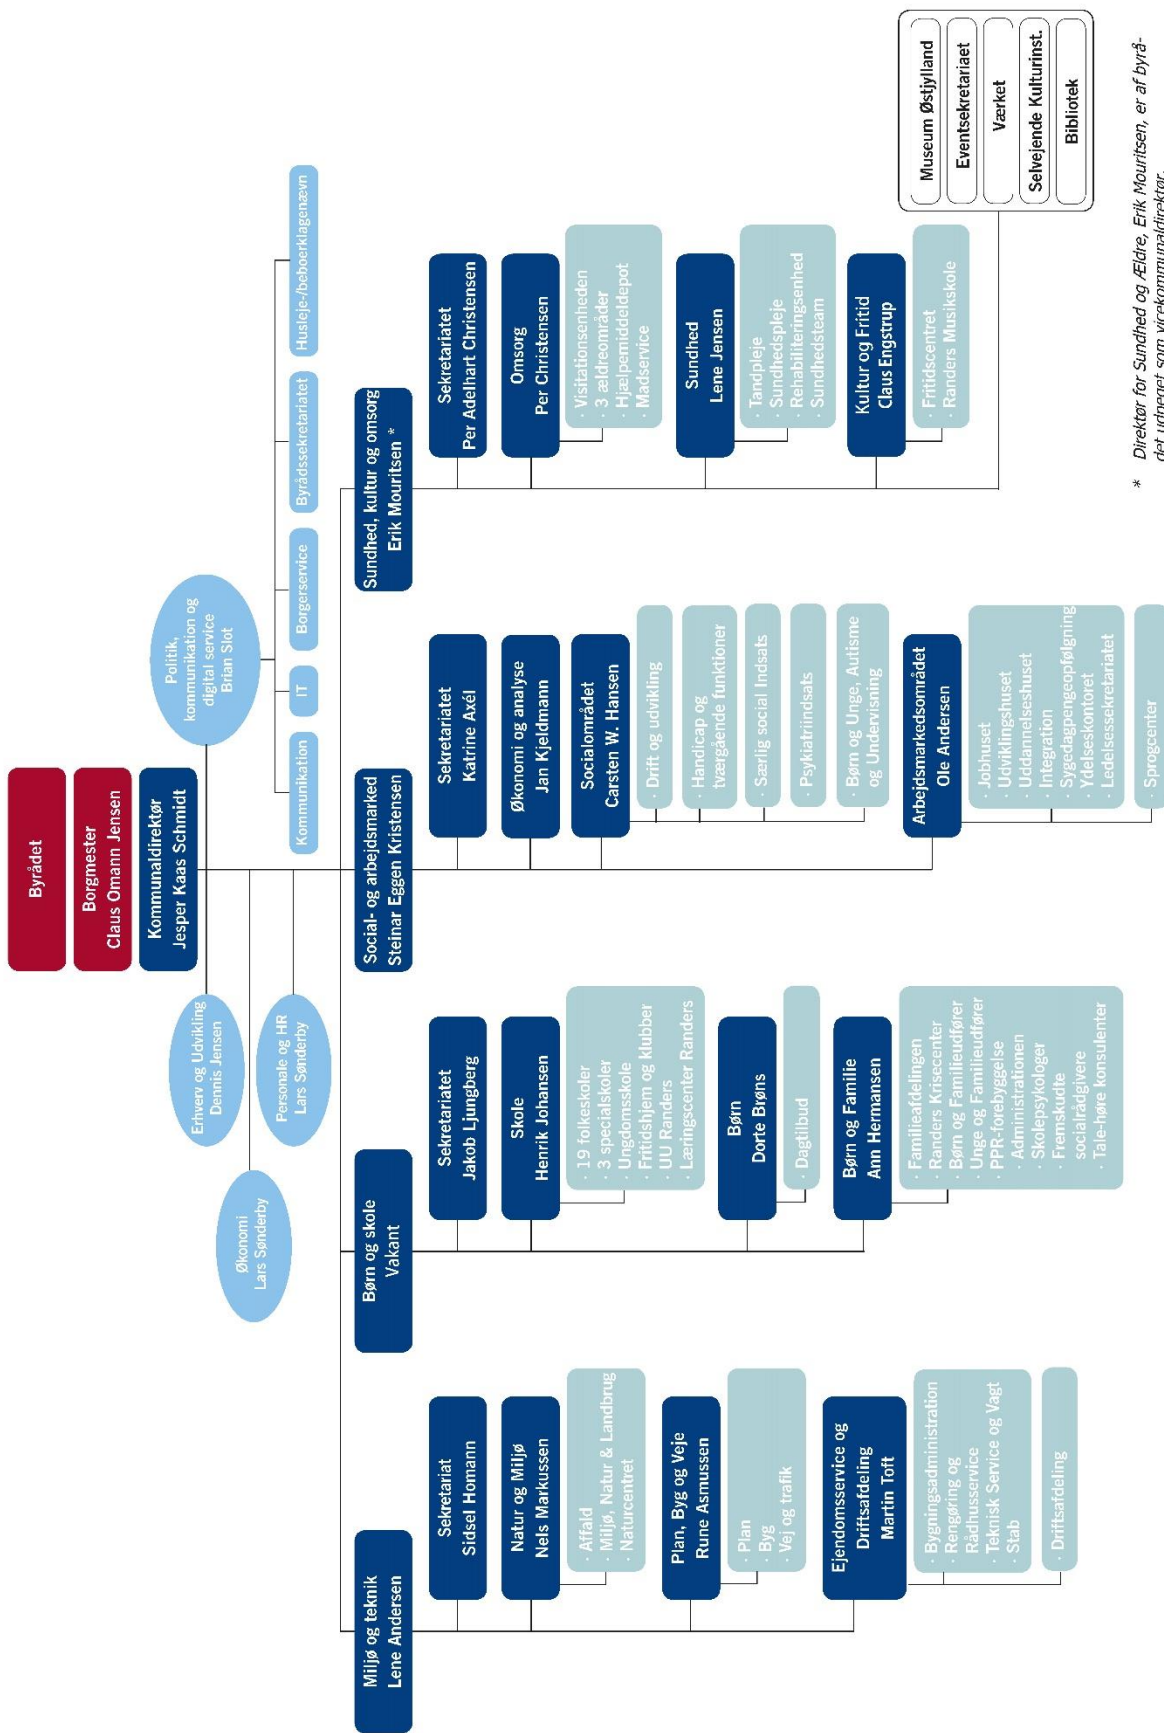 Byrådet
Borgmester
Claus Omann Jensen
Kommunaldirektør
Jesper Kaas Schmidt
Erhverv og Udvikling
Dennis Jensen
Politik,
kommunikation og
digital service
Brian Slot
Økonomi
Lars Sønderby
Personale og HR
Lars Sønderby
Kommunikation
IT
Borgerservice
Byrådssekretariatet
Husleje-/beboerklagenævn
Miljø og teknik
Lene Andersen
Sekretariat
Sidsel Homann
Natur og Miljø
Nels Markussen
· Affald
· Miljø, Natur & Landbrug
· Naturcentret
Plan, Byg og Veje
Rune Asmussen
· Plan
· Byg
· Vej og trafik
Ejendomsservice og
Driftsafdeling
Martin Toft
· Bygningsadministration
· Rengøring og
Rådhusservice
· Teknisk Service og Vagt
· Stab
· Driftsafdeling
Børn og skole
Vakant
Sekretariatet
Jakob Ljungberg
Skole
Henrik Johansen
· 19 folkeskoler
· 3 specialskoler
· Ungdomsskole
· Fritidshjem og klubber
· UU Randers
· Læringscenter Randers
Børn
Dorte Brøns
· Dagtilbud
Børn og Familie
Ann Hermansen
· Familieafdelingen
· Randers Krisecenter
· Børn og Familieudfører
· Unge og Familieudfører
· PPR-forebyggelse
· Administrationen
· Skolepsykologer
· Fremskudte
socialrådgivere
· Tale-høre konsulenter
Social- og arbejdsmarked
Steinar Eggen Kristensen
Sekretariatet
Katrine Axél
Økonomi og analyse
Jan Kjeldmann
Socialområdet
Carsten W. Hansen
· Drift og udvikling
· Handicap og
tværgående funktioner
· Særlig social Indsats
· Psykiatriindsats
· Børn og Unge, Autisme
og Undervisning
Arbejdsmarkedsområdet
Ole Andersen
· Jobhuset
· Udviklingshuset
· Uddannelseshuset
· Integration
· Sygedagpengeopfølgning
· Ydelseskontoret
· Ledelsessekretariatet
· Sprogcenter
Sundhed, kultur og omsorg
Erik Mouritsen *
Sekretariatet
Per Adelhart Christensen
Omsorg
Per Christensen
· Visitationsenheden
· 3 ældreområder
· Hjælpemiddeldepot
· Madservice
Sundhed
Lene Jensen
· Tandpleje
· Sundhedspleje
· Rehabiliteringsenhed
· Sundhedsteam
Kultur og Fritid
Claus Engstrup
· Fritidscentret
· Randers Musikskole
Museum Østjylland
Eventsekretariaet
Værket
Selvejende Kulturinst.
Bibliotek
* Direktør for Sundhed og Ældre, Erik Mouritsen, er af byrå-
det udpeget som vicekommunaldirektør.